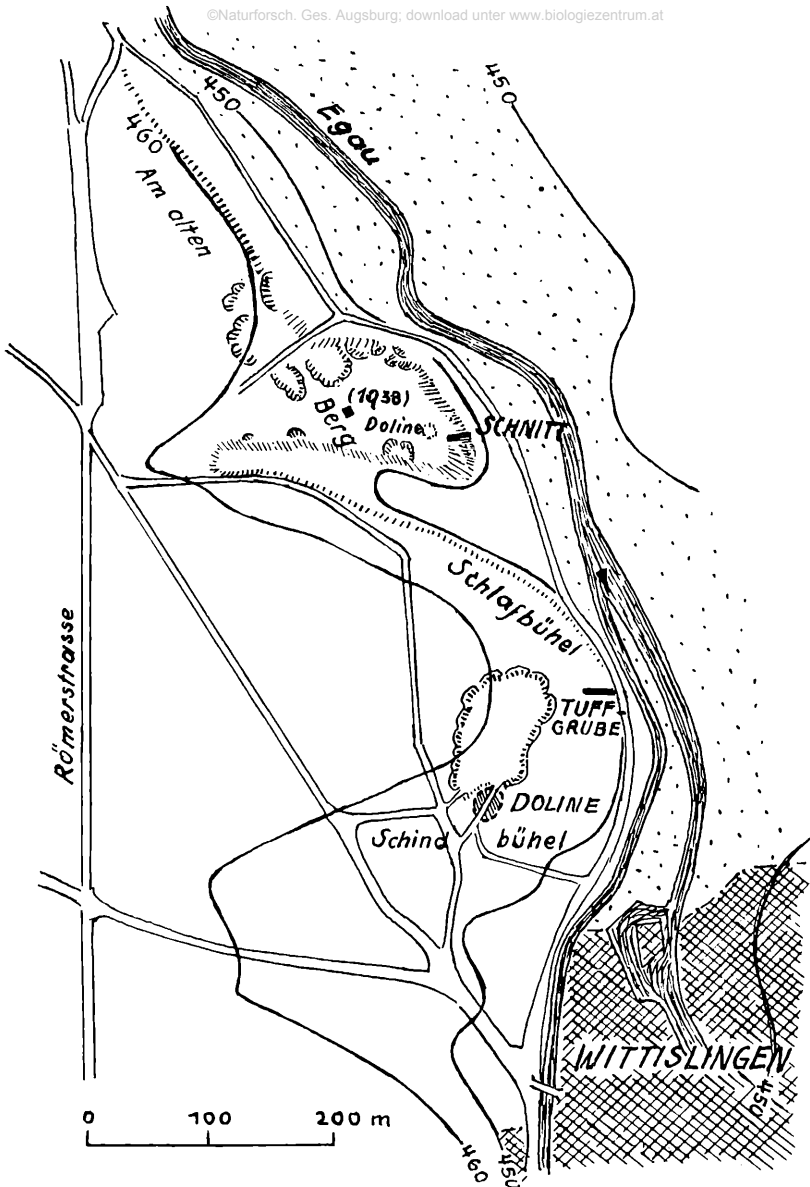 ©Naturforsch. Ges. Augsburg; download unter www.biologiezentrum.at
450
450
Egau
460
Am alten
Berg
(1938)
Doline
SCHNITT
Schlafbühel
Römerstrasse
TUFF-
GRUBE
DOLINE
Schind bühel
WITTISLINGEN
450
0 100 200 m
460
450